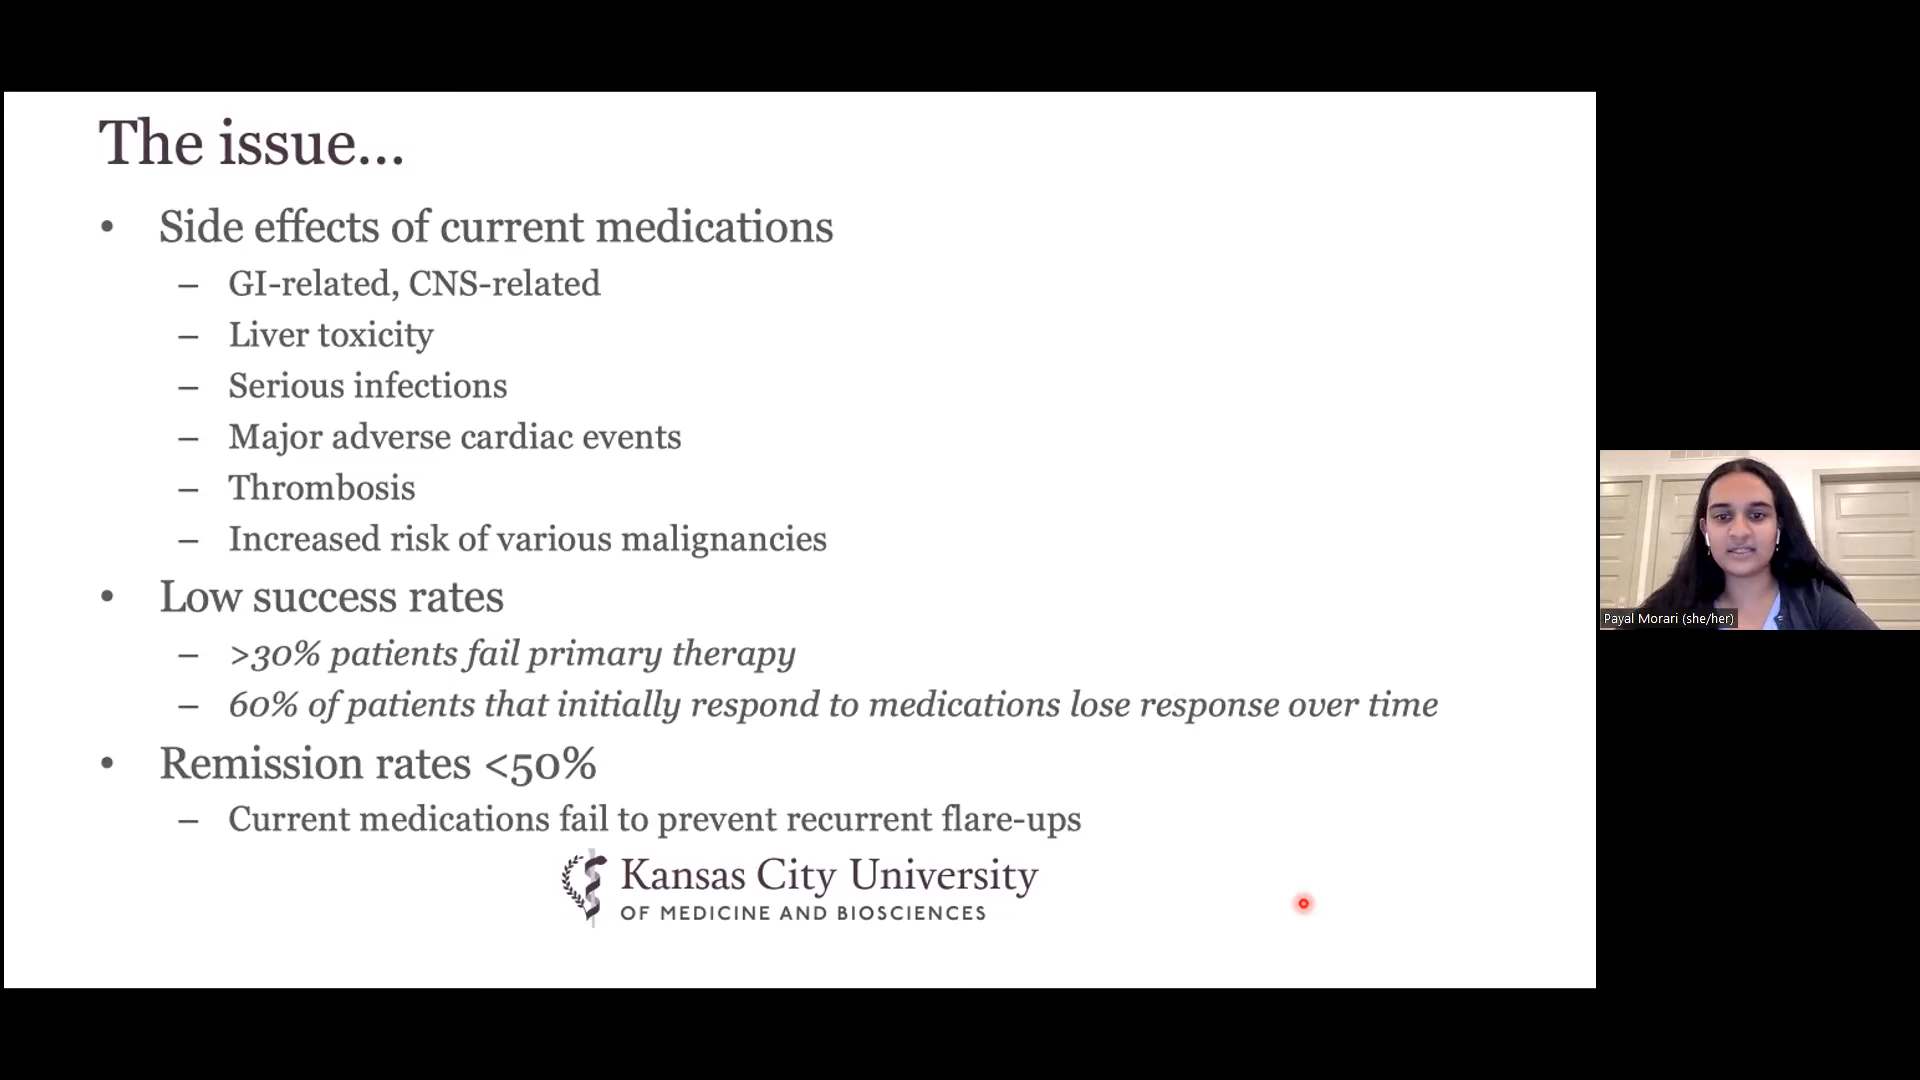 The issue...
• Side effects of current medications
– GI-related, CNS-related
– Liver toxicity
– Serious infections
– Major adverse cardiac events
– Thrombosis
– Increased risk of various malignancies
• Low success rates
– >30% patients fail primary therapy
– 60% of patients that initially respond to medications lose response over time
• Remission rates <50%
– Current medications fail to prevent recurrent flare-ups
Kansas City University
OF MEDICINE AND BIOSCIENCES
Payal Morari (she/her)